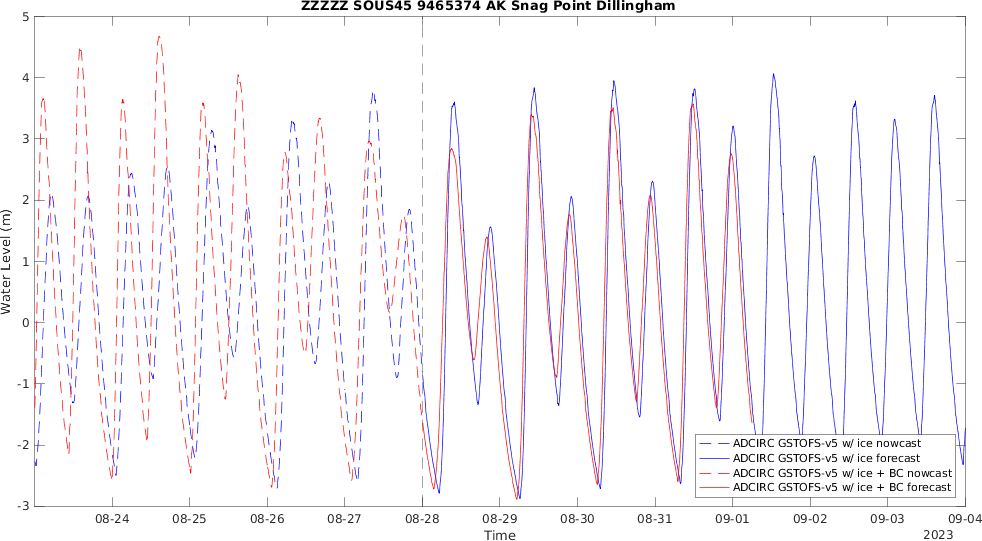 ZZZZZ SOUS45 9465374 AK Snag Point Dillingham
Water Level (m)
5
4
3
2
1
0
-1
-2
-3
08-24 08-25 08-26 08-27 08-28 08-29 08-30 08-31 09-01 09-02 09-03 09-04
Time
2023
ADCIRC GSTOFS-v5 w/ ice nowcast
ADCIRC GSTOFS-v5 w/ ice forecast
ADCIRC GSTOFS-v5 w/ ice + BC nowcast
ADCIRC GSTOFS-v5 w/ ice + BC forecast